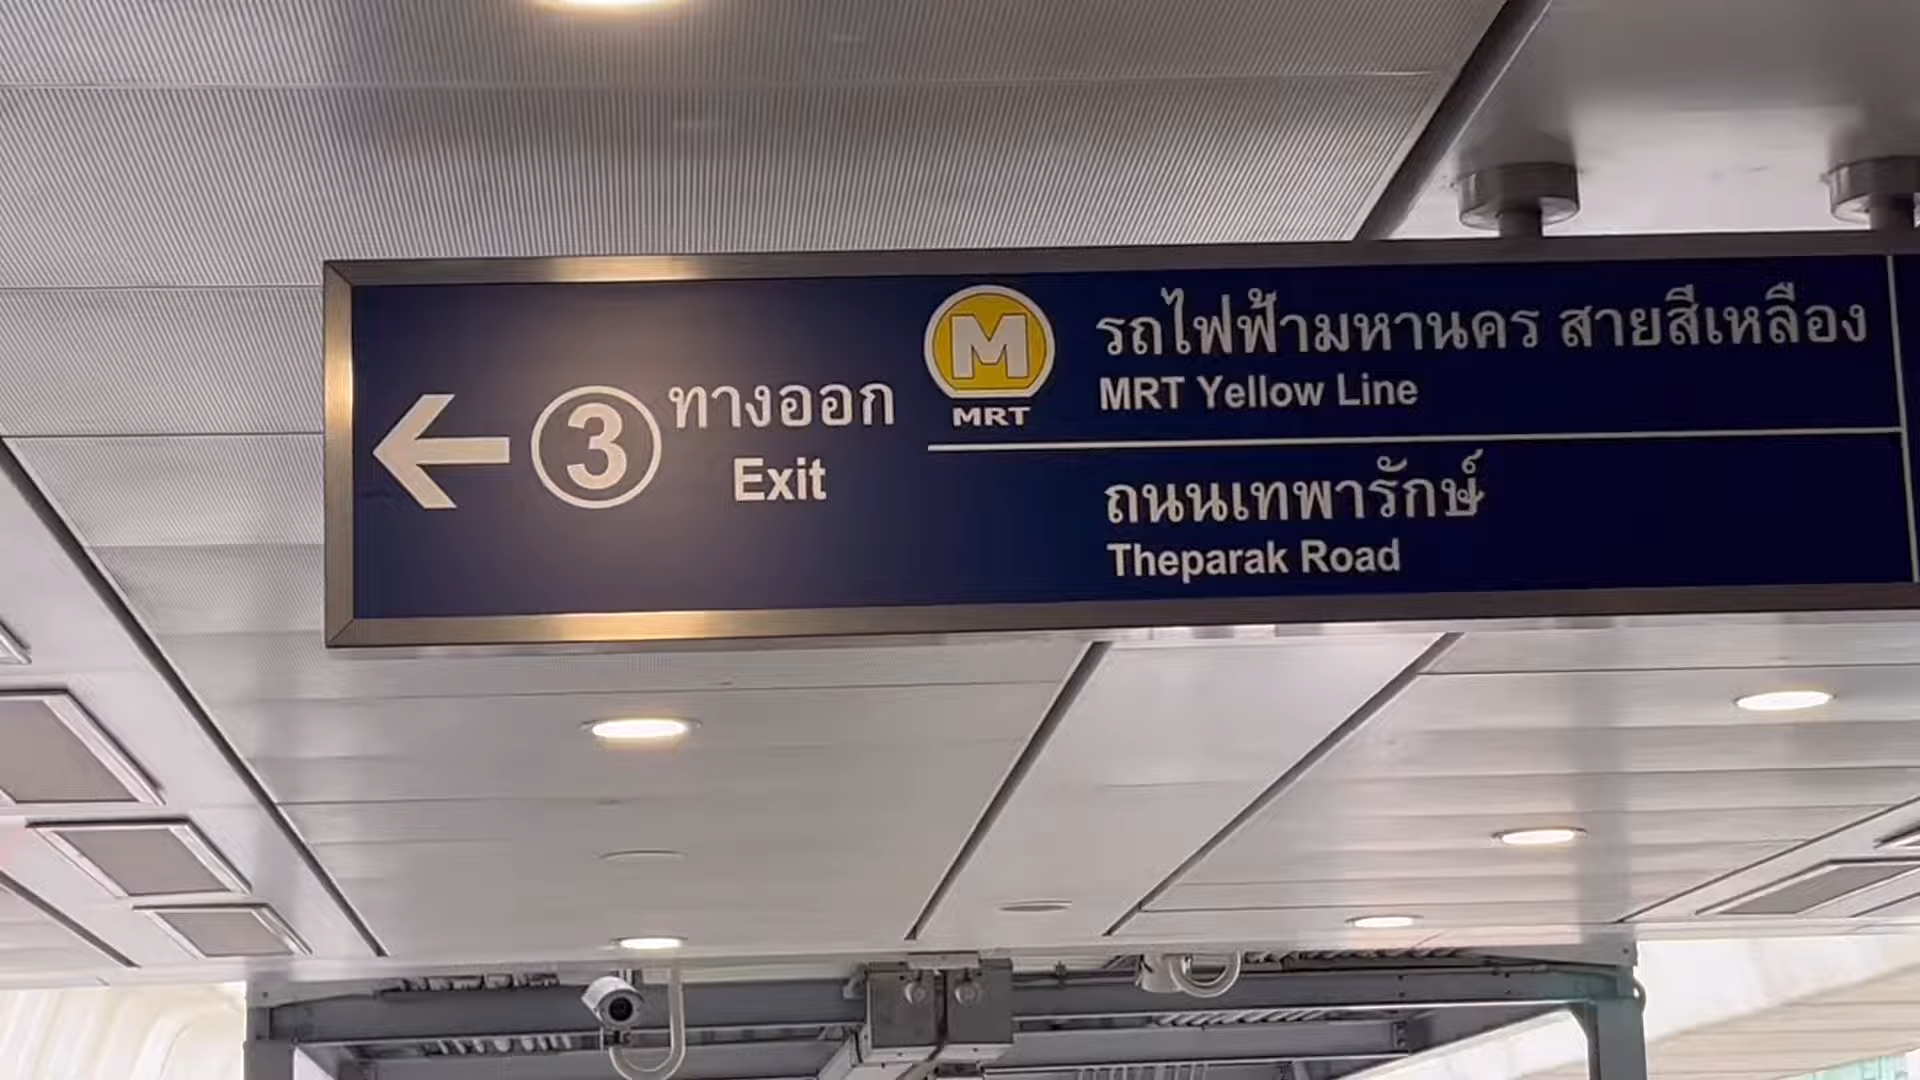 3
ทางออก
Exit
M
MRT
รถไฟฟ้ามหานคร สายสีเหลือง
MRT Yellow Line
ถนนเทพารักษ์
Theparak Road